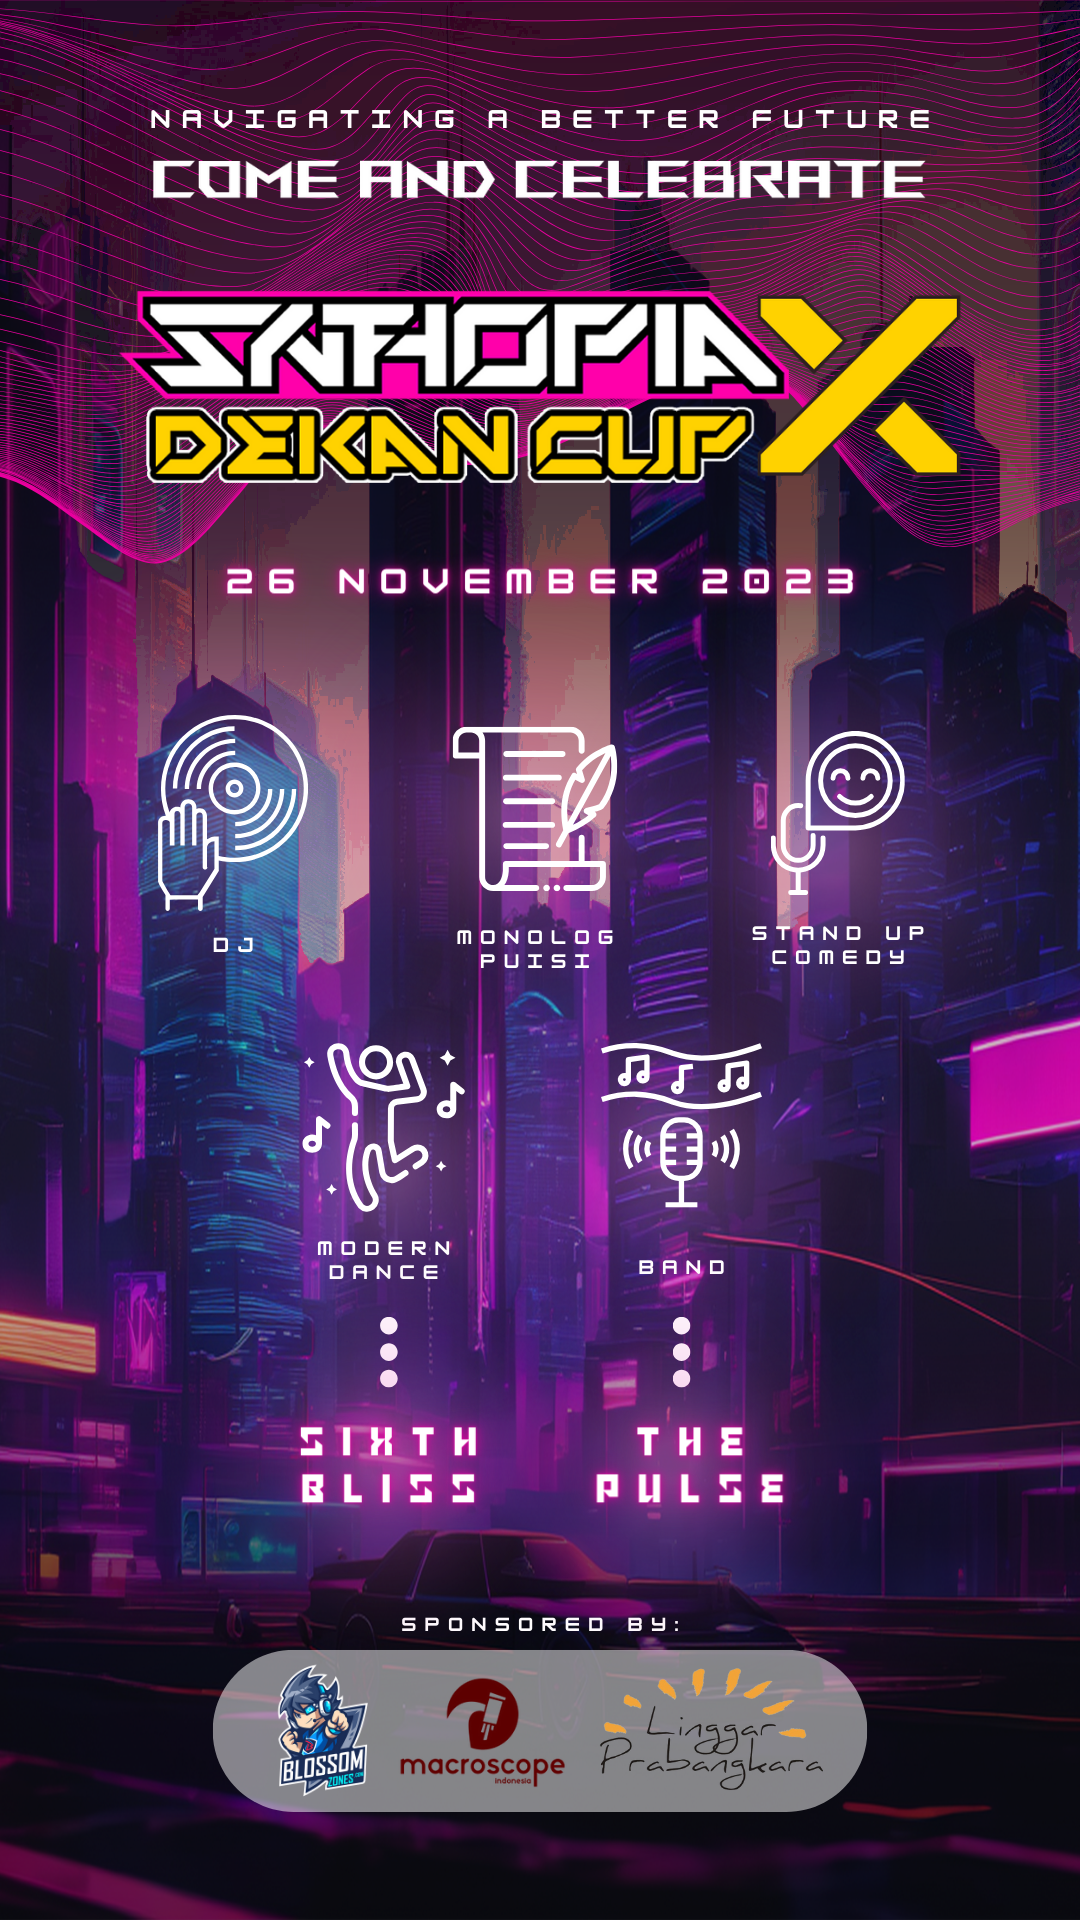 NAVIGATING A BETTER FUTURE
COME AND CELEBRATE
SYNTHOPIA X
DEKAN CUP
26 NOVEMBER 2023
DJ
MONOLOG
PUISI
STAND UP
COMEDY
MODERN
DANCE
BAND
SIXTH
BLISS
THE
PULSE
SPONSORED BY:
BLOSSOM
ZONES.COM
macroscope
indonesia
Linggar
Prabangkara